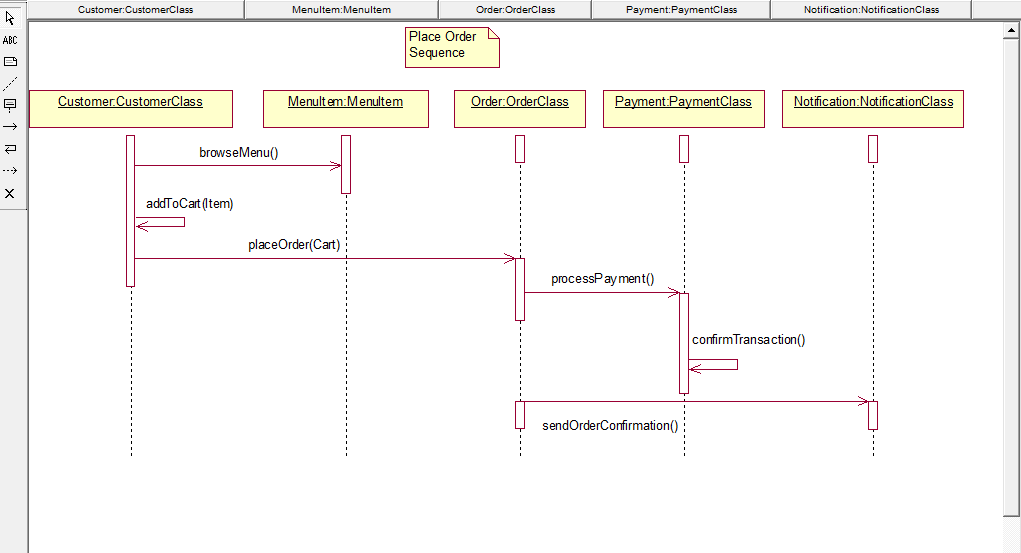 Customer:CustomerClass
MenuItem:MenuItem
Order:OrderClass
Payment:PaymentClass
Notification:NotificationClass
ABC
Place Order
Sequence
Customer:CustomerClass
MenuItem:MenuItem
Order:OrderClass
Payment:PaymentClass
Notification:NotificationClass
browseMenu()
addToCart(Item)
placeOrder(Cart)
processPayment()
confirmTransaction()
sendOrderConfirmation()